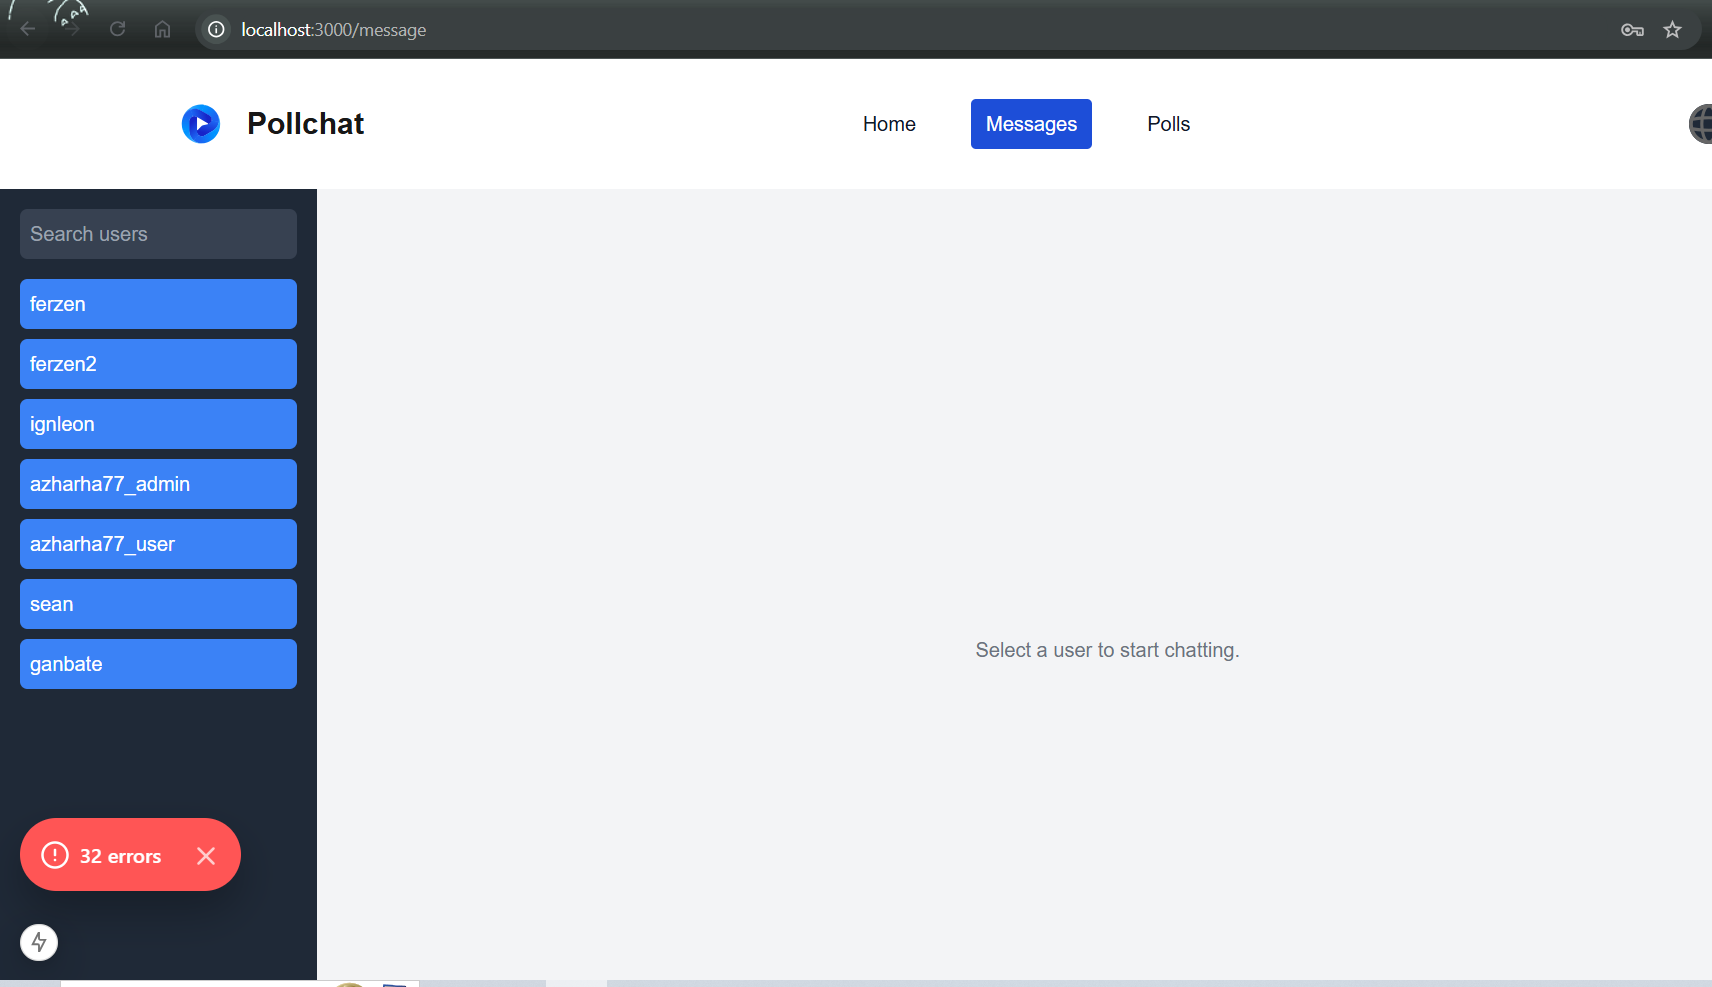 localhost:3000/message
Pollchat
Home
Messages
Polls
Search users
ferzen
ferzen2
ignleon
azharha77_admin
azharha77_user
sean
ganbate
Select a user to start chatting.
32 errors